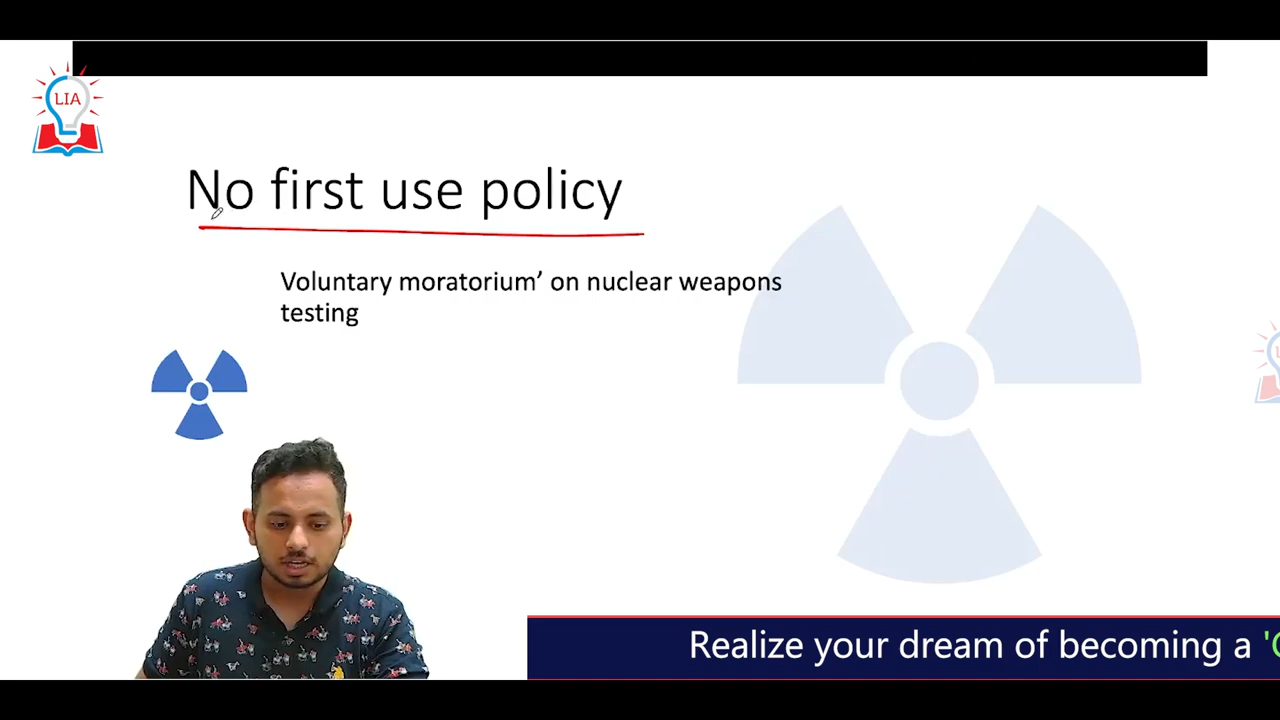 LIA
No first use policy
Voluntary moratorium’ on nuclear weapons
testing
Realize your dream of becoming a